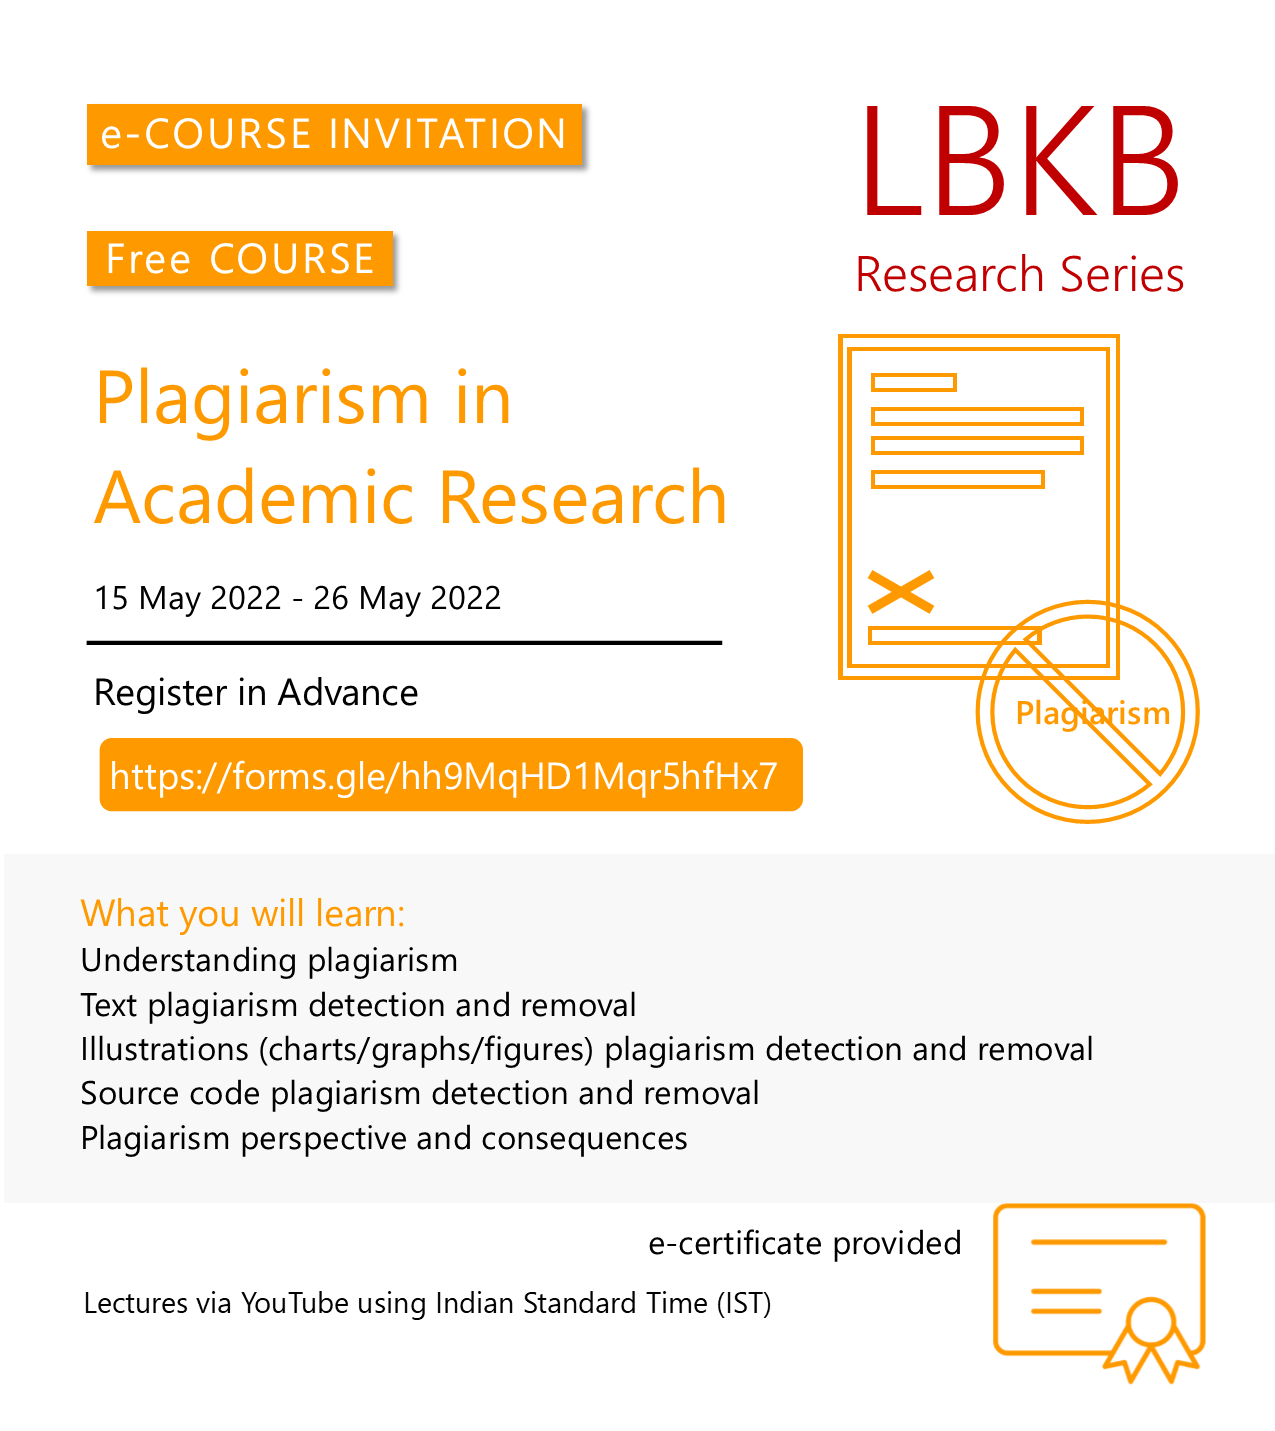 e-COURSE INVITATION
LBKB
Research Series
Free COURSE
Plagiarism in
Academic Research
15 May 2022 - 26 May 2022
Register in Advance
https://forms.gle/hh9MqHD1Mqr5hfHx7
Plagiarism
What you will learn:
Understanding plagiarism
Text plagiarism detection and removal
Illustrations (charts/graphs/figures) plagiarism detection and removal
Source code plagiarism detection and removal
Plagiarism perspective and consequences
e-certificate provided
Lectures via YouTube using Indian Standard Time (IST)